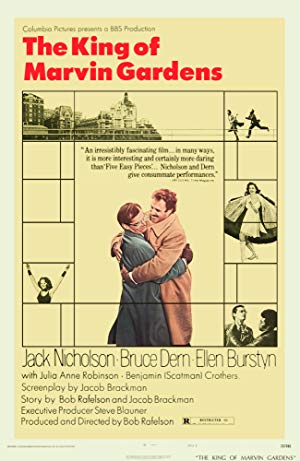 Columbia Pictures presents a BBS Production
The King of
Marvin Gardens
"An irresistibly fascinating film...in many ways,
it is more interesting and certainly more daring
than 'Five Easy Pieces'... Nicholson and Dern
give consummate performances."
Jack Nicholson · Bruce Dern · Ellen Burstyn
with Julia Anne Robinson · Benjamin (Scatman) Crothers
Screenplay by Jacob Brackman
Story by Bob Rafelson and Jacob Brackman
Executive Producer Steve Blauner
Produced and Directed by Bob Rafelson
R RESTRICTED
"THE KING OF MARVIN GARDENS"